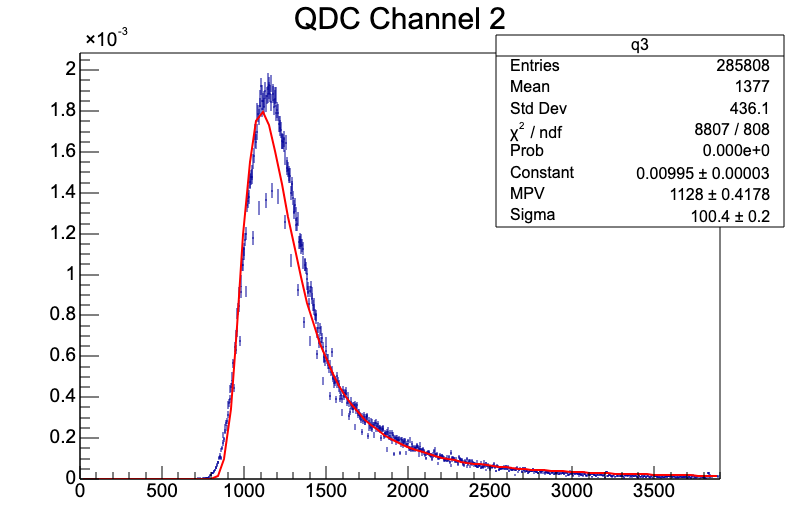 QDC Channel 2
×10⁻³
q3
Entries 285808
Mean 1377
Std Dev 436.1
χ² / ndf 8807 / 808
Prob 0.000e+0
Constant 0.00995 ± 0.00003
MPV 1128 ± 0.4178
Sigma 100.4 ± 0.2
2
1.8
1.6
1.4
1.2
1
0.8
0.6
0.4
0.2
0
0 500 1000 1500 2000 2500 3000 3500